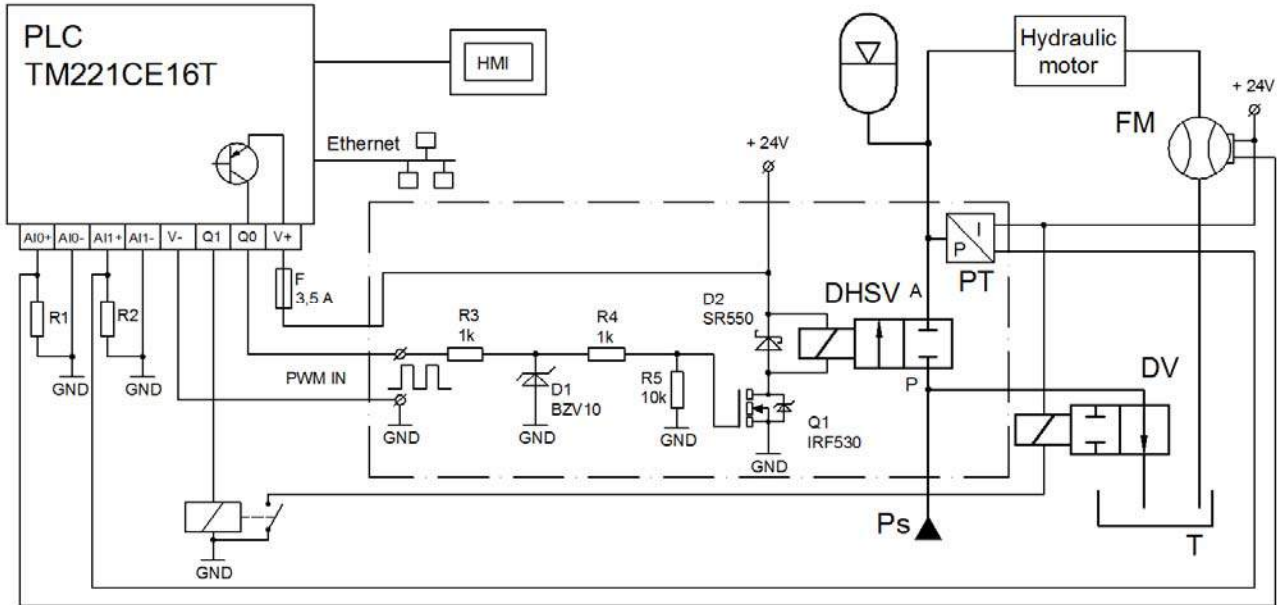 PLC
TM221CE16T
HMI
Ethernet
AI0+ AI0- AI1+ AI1- V- Q1 Q0 V+
R1
R2
GND
GND
F
3,5 A
+ 24V
Hydraulic
motor
+ 24V
FM
I
P
PT
D2
SR550
DHSV
A
P
DV
R3
1k
R4
1k
PWM IN
D1
BZV10
R5
10k
GND
GND
GND
Q1
IRF530
GND
GND
Ps
T